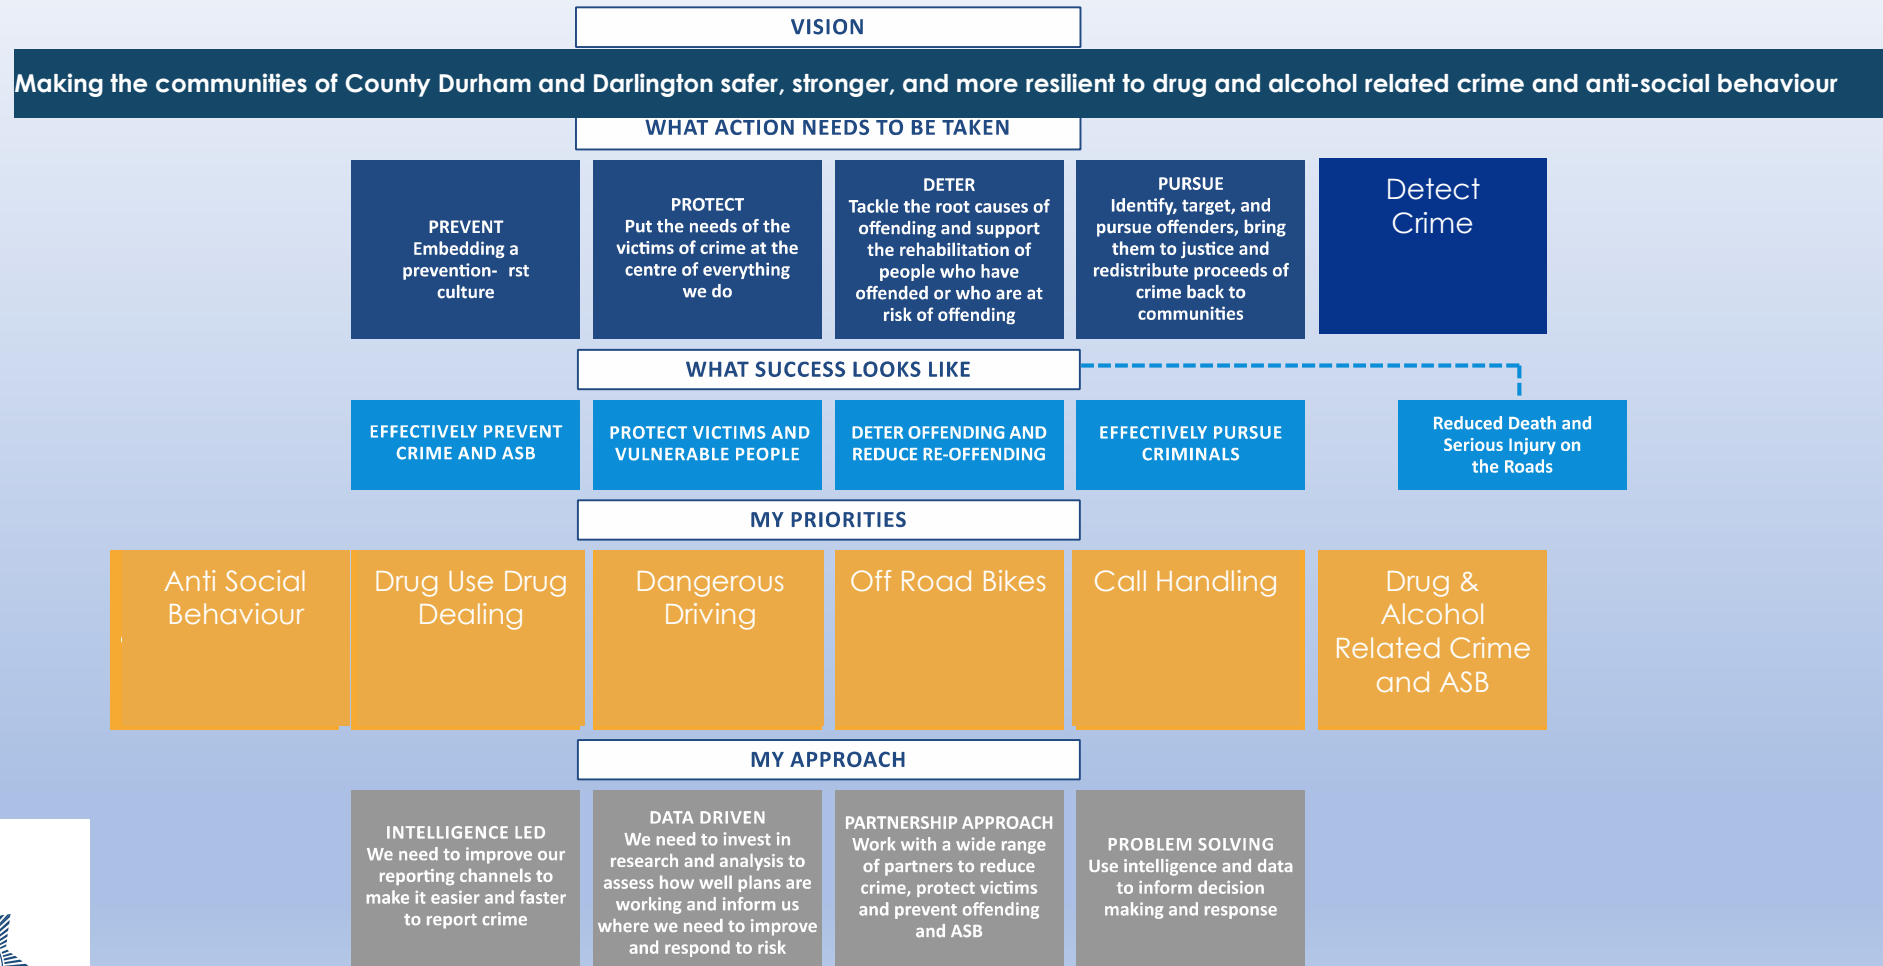 VISION
Making the communities of County Durham and Darlington safer, stronger, and more resilient to drug and alcohol related crime and anti-social behaviour
WHAT ACTION NEEDS TO BE TAKEN
PREVENT
Embedding a
prevention- rst
culture
PROTECT
Put the needs of the
victims of crime at the
centre of everything
we do
DETER
Tackle the root causes of
offending and support
the rehabilitation of
people who have
offended or who are at
risk of offending
PURSUE
Identify, target, and
pursue offenders, bring
them to justice and
redistribute proceeds of
crime back to
communities
Detect
Crime
WHAT SUCCESS LOOKS LIKE
EFFECTIVELY PREVENT
CRIME AND ASB
PROTECT VICTIMS AND
VULNERABLE PEOPLE
DETER OFFENDING AND
REDUCE RE-OFFENDING
EFFECTIVELY PURSUE
CRIMINALS
Reduced Death and
Serious Injury on
the Roads
MY PRIORITIES
Anti Social
Behaviour
Drug Use Drug
Dealing
Dangerous
Driving
Off Road Bikes
Call Handling
Drug &
Alcohol
Related Crime
and ASB
MY APPROACH
INTELLIGENCE LED
We need to improve our
reporting channels to
make it easier and faster
to report crime
DATA DRIVEN
We need to invest in
research and analysis to
assess how well plans are
working and inform us
where we need to improve
and respond to risk
PARTNERSHIP APPROACH
Work with a wide range
of partners to reduce
crime, protect victims
and prevent offending
and ASB
PROBLEM SOLVING
Use intelligence and data
to inform decision
making and response